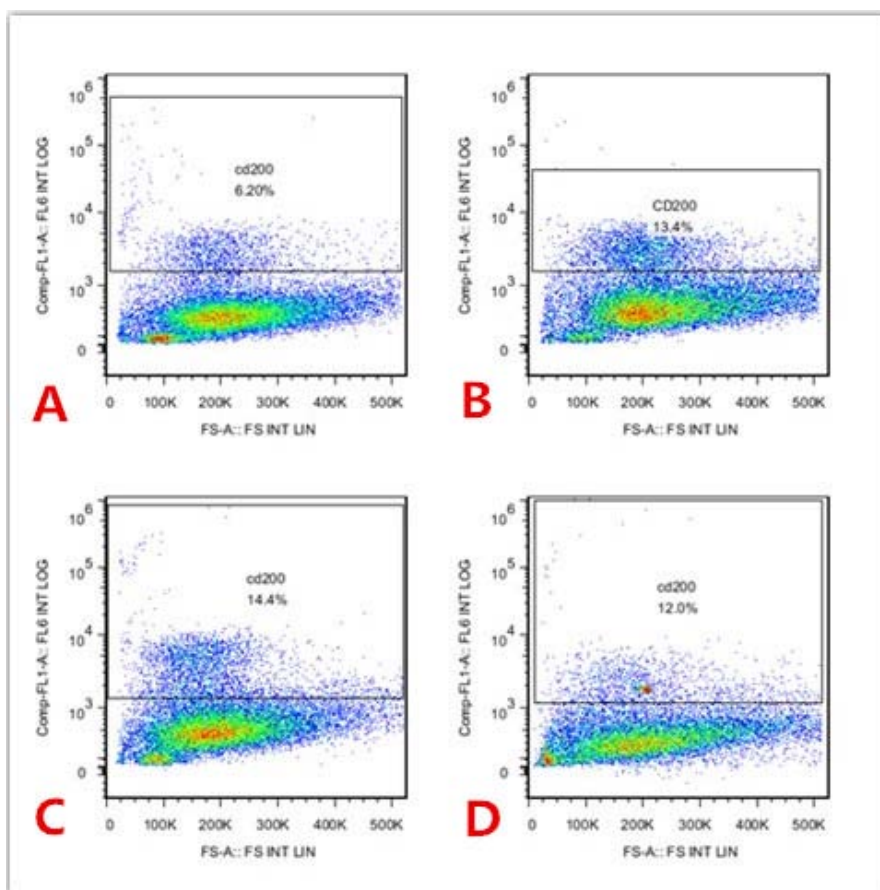 10^6
10^5
10^4
10^3
0
cd200
6.20%
0 100K 200K 300K 400K 500K
FS-A:: FS INT LIN
Comp-FL1-A:: FL6 INT LOG
A
10^6
10^5
10^4
10^3
0
CD200
13.4%
0 100K 200K 300K 400K 500K
FS-A:: FS INT LIN
Comp-FL1-A:: FL6 INT LOG
B
10^6
10^5
10^4
10^3
0
cd200
14.4%
0 100K 200K 300K 400K 500K
FS-A:: FS INT LIN
Comp-FL1-A:: FL6 INT LOG
C
10^6
10^5
10^4
10^3
0
cd200
12.0%
0 100K 200K 300K 400K 500K
FS-A:: FS INT LIN
Comp-FL1-A:: FL6 INT LOG
D